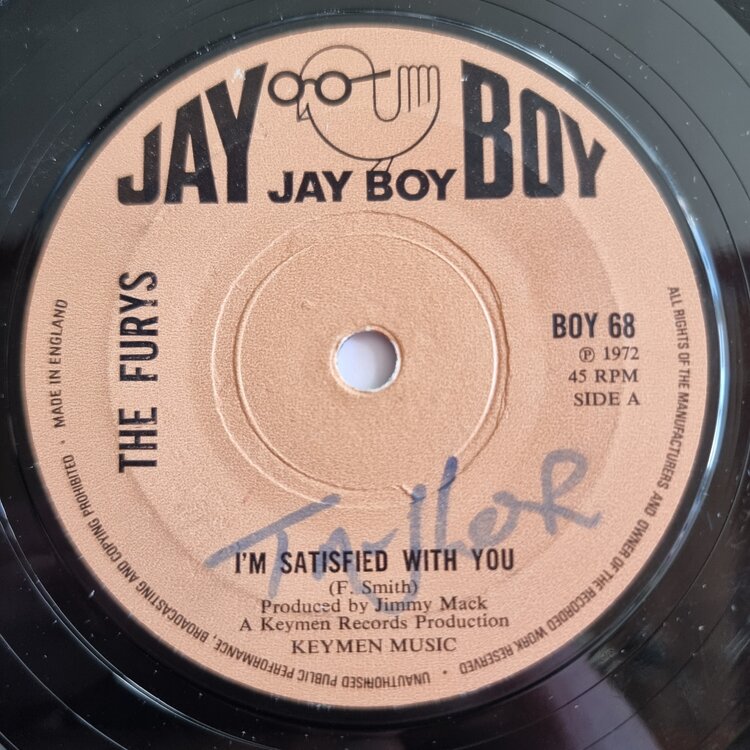 JAY BOY
JAY BOY
THE FURYS
BOY 68
℗ 1972
45 RPM
SIDE A
Taylor
I'M SATISFIED WITH YOU
(F. Smith)
Produced by Jimmy Mack
A Keymen Records Production
KEYMEN MUSIC
ALL RIGHTS OF THE MANUFACTURERS AND OWNER OF THE RECORDED WORK RESERVED · UNAUTHORISED PUBLIC PERFORMANCE, BROADCASTING AND COPYING PROHIBITED · MADE IN ENGLAND